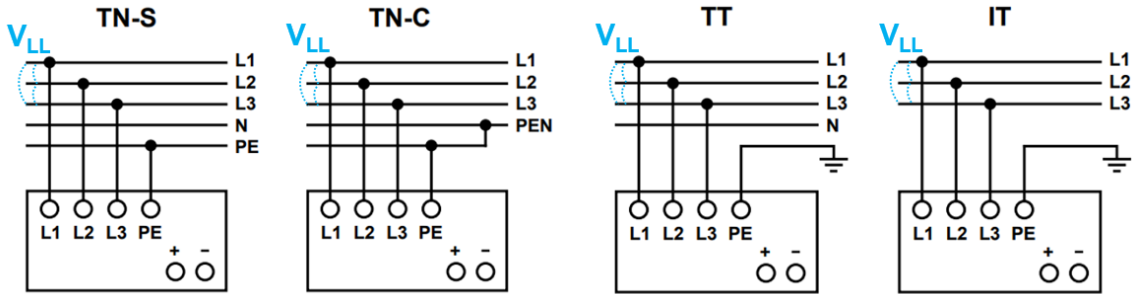 TN-S
TN-C
TT
IT
VLL
VLL
VLL
VLL
L1
L2
L3
N
PE
L1
L2
L3
PEN
L1
L2
L3
N
L1
L2
L3
L1 L2 L3 PE
+ −
L1 L2 L3 PE
+ −
L1 L2 L3 PE
+ −
L1 L2 L3 PE
+ −